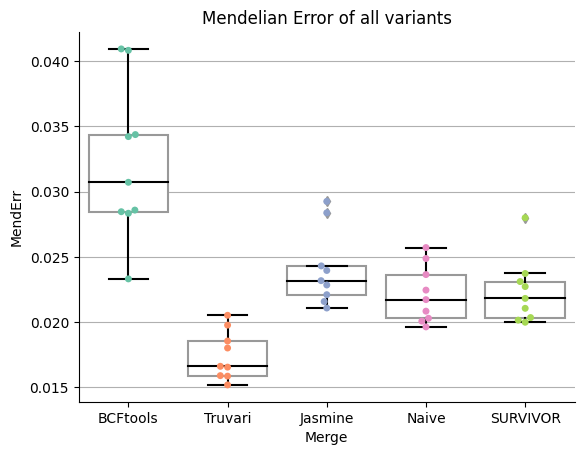 Mendelian Error of all variants
0.040
0.035
0.030
0.025
0.020
0.015
MendErr
BCFtools Truvari Jasmine Naive SURVIVOR
Merge